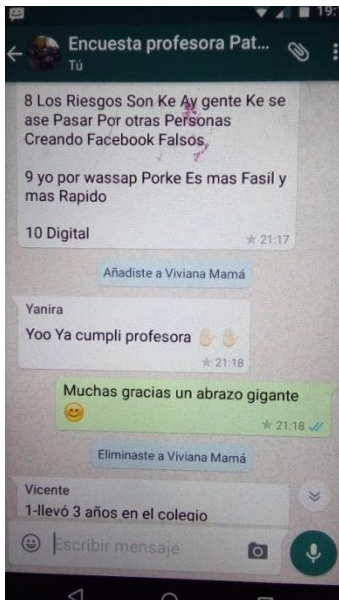 19:
Encuesta profesora Pat...
Tú
8 Los Riesgos Son Ke Ay gente Ke se
ase Pasar Por otras Personas
Creando Facebook Falsos,
9 yo por wassap Porke Es mas Fasil y
mas Rapido
10 Digital
21:17
Añadiste a Viviana Mamá
Yanira
Yoo Ya cumpli profesora
21:18
Muchas gracias un abrazo gigante
21:18
Eliminaste a Viviana Mamá
Vicente
1-llevó 3 años en el colegio
Escribir mensaje